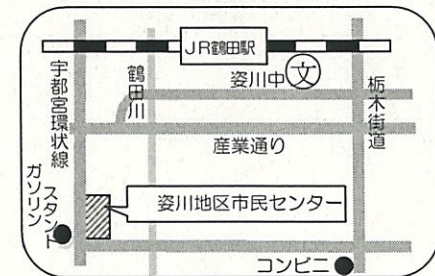 JR鶴田駅
姿川中
文
宇都宮環状線
鶴田川
栃木街道
産業通り
ガソリン
スタンド
姿川地区市民センター
コンビニ